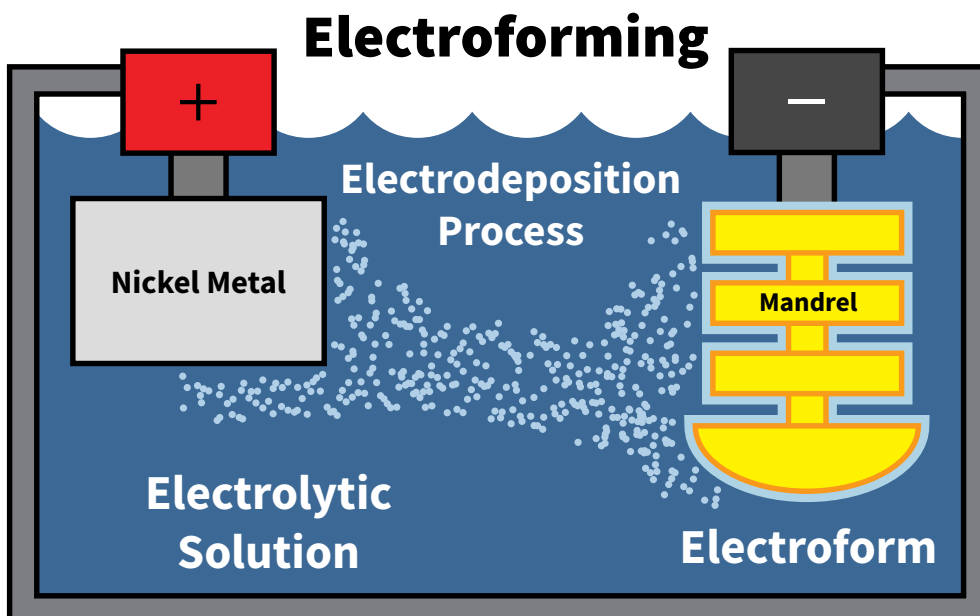 Electroforming
+
−
Electrodeposition
Process
Nickel Metal
Mandrel
Electrolytic
Solution
Electroform